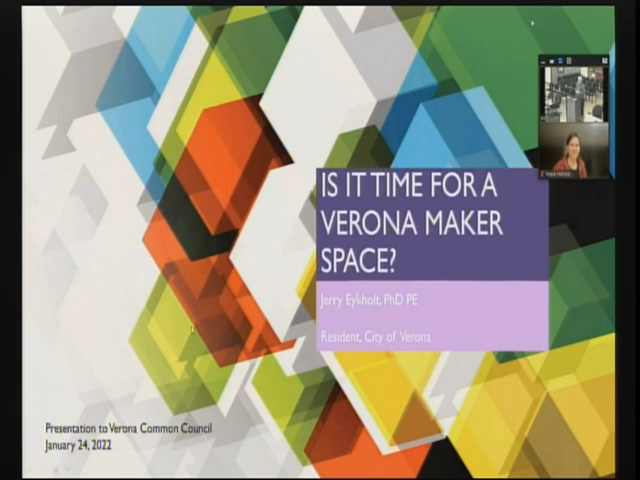 IS IT TIME FOR A
VERONA MAKER
SPACE?
Jerry Eykholt, PhD PE
Resident, City of Verona
Presentation to Verona Common Council
January 24, 2022